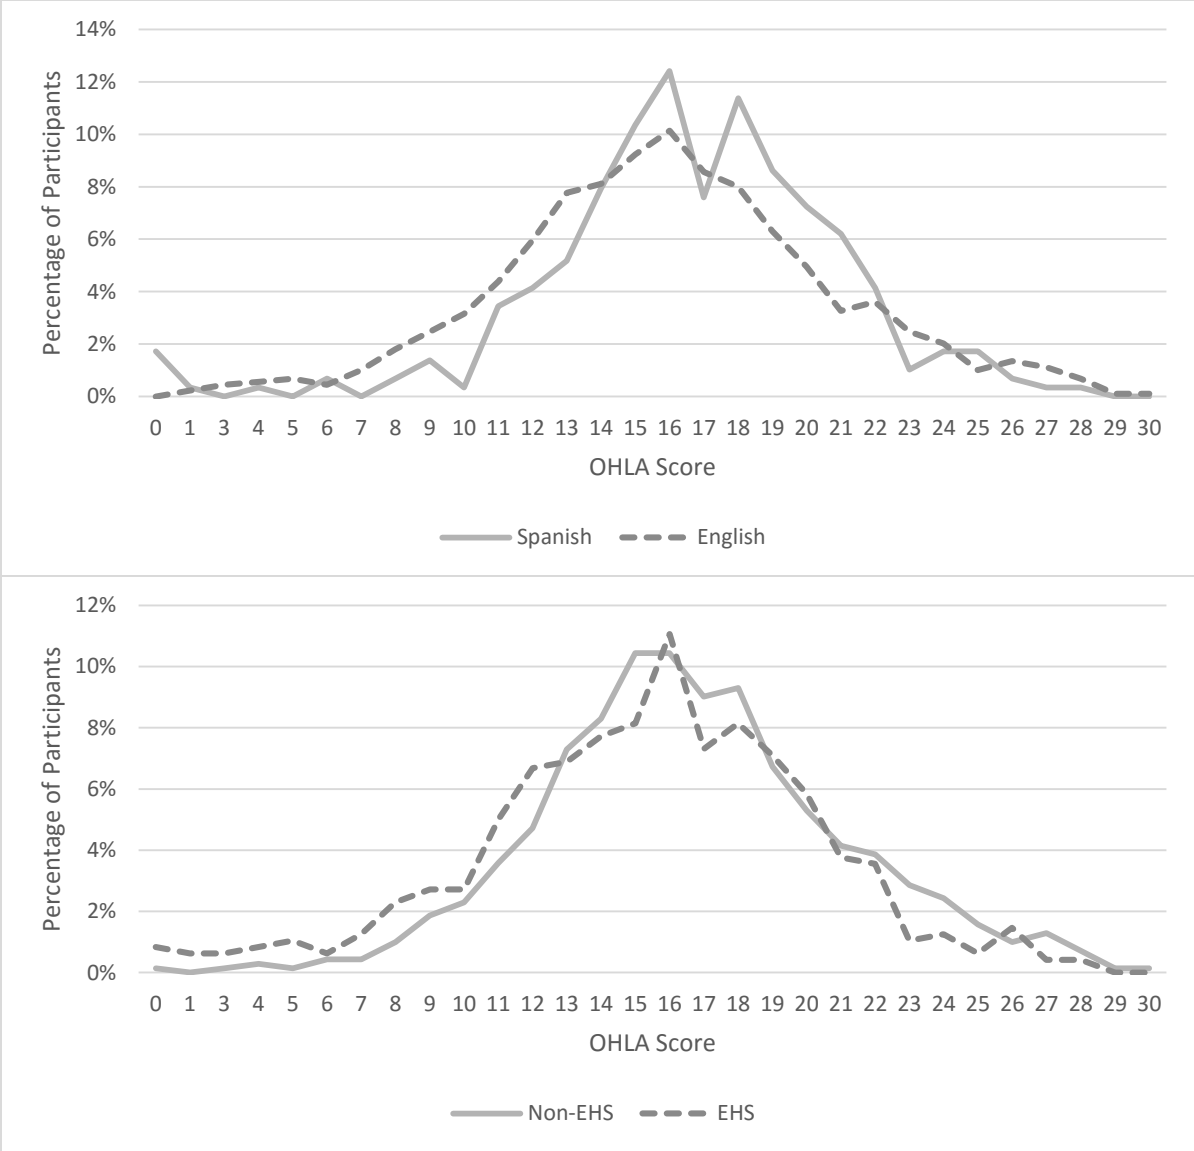 14%
12%
10%
8%
6%
4%
2%
0%
Percentage of Participants
0 1 3 4 5 6 7 8 9 10 11 12 13 14 15 16 17 18 19 20 21 22 23 24 25 26 27 28 29 30
OHLA Score
Spanish English
12%
10%
8%
6%
4%
2%
0%
Percentage of Participants
0 1 3 4 5 6 7 8 9 10 11 12 13 14 15 16 17 18 19 20 21 22 23 24 25 26 27 28 29 30
OHLA Score
Non-EHS EHS